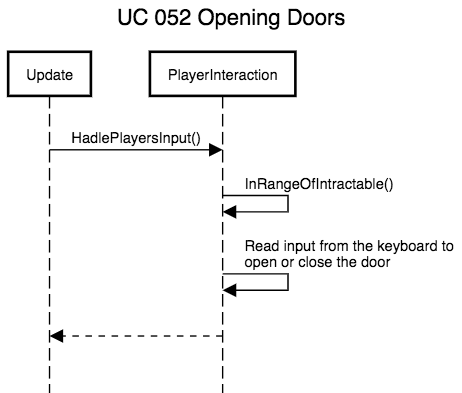 UC 052 Opening Doors
Update
PlayerInteraction
HadlePlayersInput()
InRangeOfIntractable()
Read input from the keyboard to
open or close the door